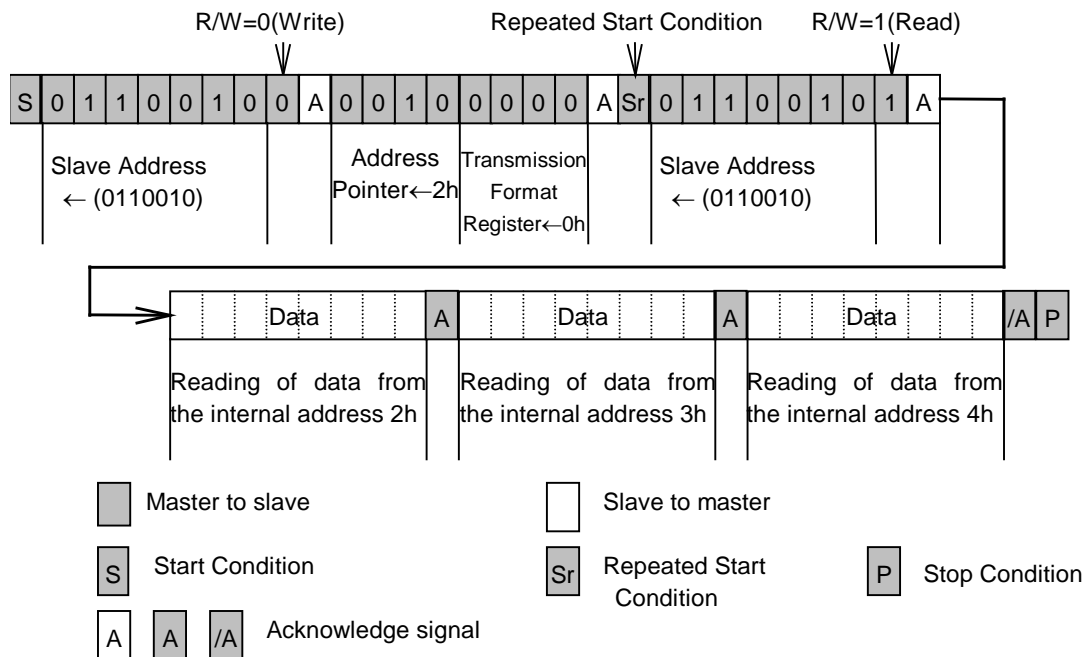 R/W=0(Write) Repeated Start Condition R/W=1(Read)
S 0 1 1 0 0 1 0 0 A 0 0 1 0 0 0 0 0 A Sr 0 1 1 0 0 1 0 1 A
Slave Address
← (0110010)
Address
Pointer←2h
Transmission
Format
Register←0h
Slave Address
← (0110010)
Data A Data A Data /A P
Reading of data from
the internal address 2h
Reading of data from
the internal address 3h
Reading of data from
the internal address 4h
Master to slave
Slave to master
S Start Condition
Sr Repeated Start
Condition
P Stop Condition
A A /A Acknowledge signal